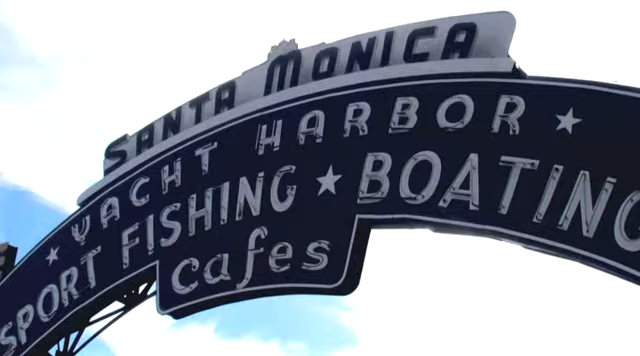 SANTA MONICA
YACHT HARBOR
SPORT FISHING ★ BOATING
cafes